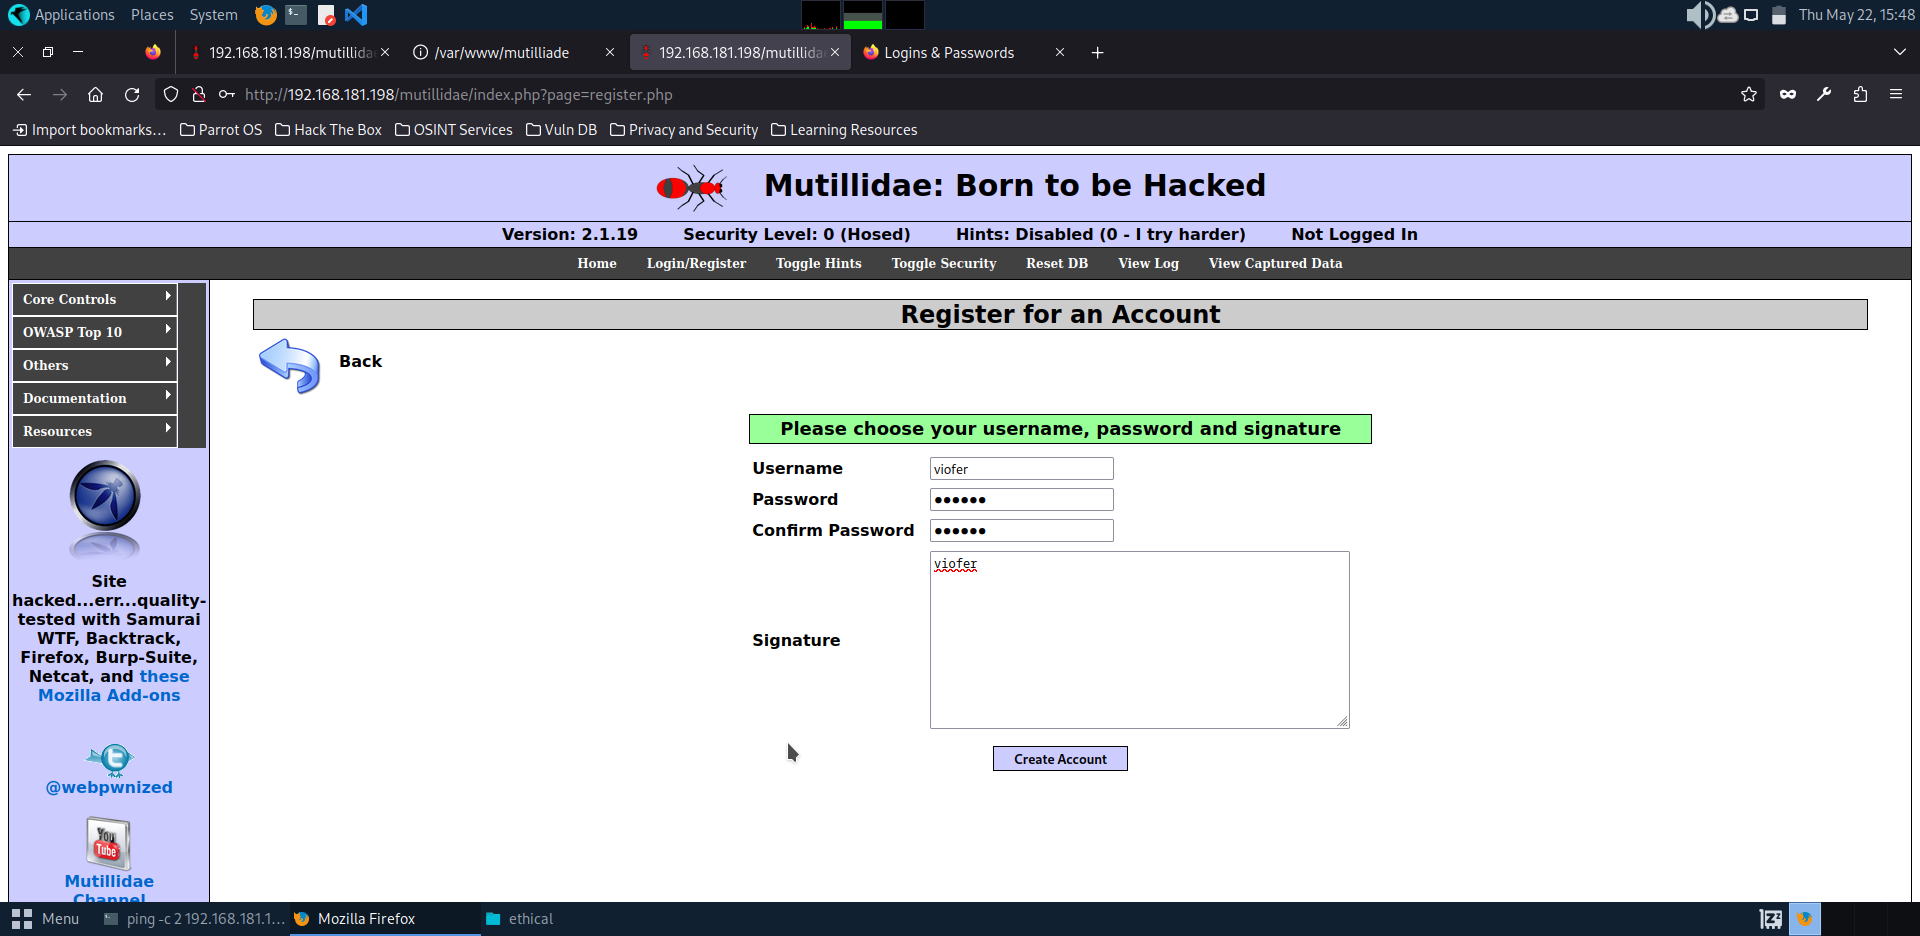 Applications Places System
Thu May 22, 15:48
192.168.181.198/mutillida
/var/www/mutilliade
192.168.181.198/mutillida
Logins & Passwords
http://192.168.181.198/mutillidae/index.php?page=register.php
Import bookmarks... Parrot OS Hack The Box OSINT Services Vuln DB Privacy and Security Learning Resources
Mutillidae: Born to be Hacked
Version: 2.1.19 Security Level: 0 (Hosed) Hints: Disabled (0 - I try harder) Not Logged In
Home Login/Register Toggle Hints Toggle Security Reset DB View Log View Captured Data
Core Controls
OWASP Top 10
Others
Documentation
Resources
Site
hacked...err...quality-
tested with Samurai
WTF, Backtrack,
Firefox, Burp-Suite,
Netcat, and these
Mozilla Add-ons
@webpwnized
You
Tube
Mutillidae
Channel
Register for an Account
Back
Please choose your username, password and signature
Username viofer
Password ●●●●●●
Confirm Password ●●●●●●
Signature
viofer
Create Account
Menu
ping -c 2 192.168.181.1...
Mozilla Firefox
ethical